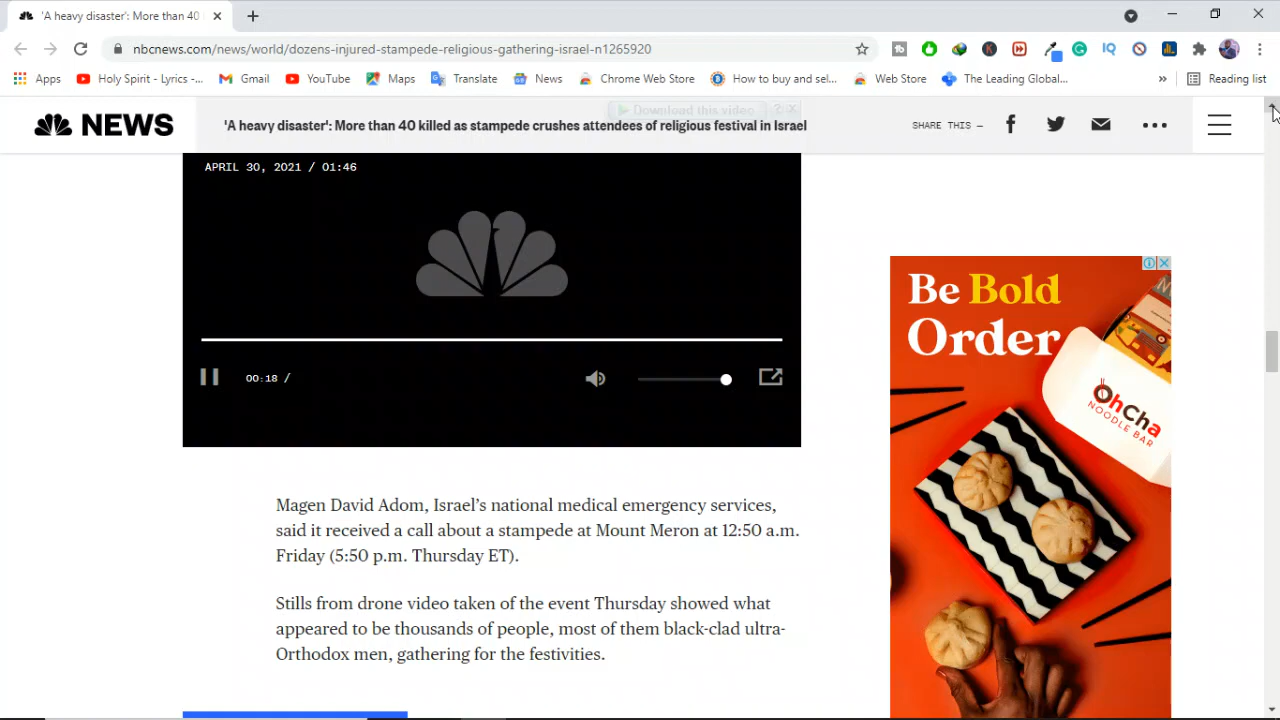 'A heavy disaster': More than 40
nbcnews.com/news/world/dozens-injured-stampede-religious-gathering-israel-n1265920
Apps
Holy Spirit - Lyrics -...
Gmail
YouTube
Maps
Translate
News
Chrome Web Store
How to buy and sel...
Web Store
The Leading Global...
»
Reading list
Download this video ? X
NEWS
'A heavy disaster': More than 40 killed as stampede crushes attendees of religious festival in Israel
SHARE THIS —
APRIL 30, 2021 / 01:46
00:18 /
Magen David Adom, Israel’s national medical emergency services,
said it received a call about a stampede at Mount Meron at 12:50 a.m.
Friday (5:50 p.m. Thursday ET).
Stills from drone video taken of the event Thursday showed what
appeared to be thousands of people, most of them black-clad ultra-
Orthodox men, gathering for the festivities.
Be Bold
Order
OhCha
NOODLE BAR